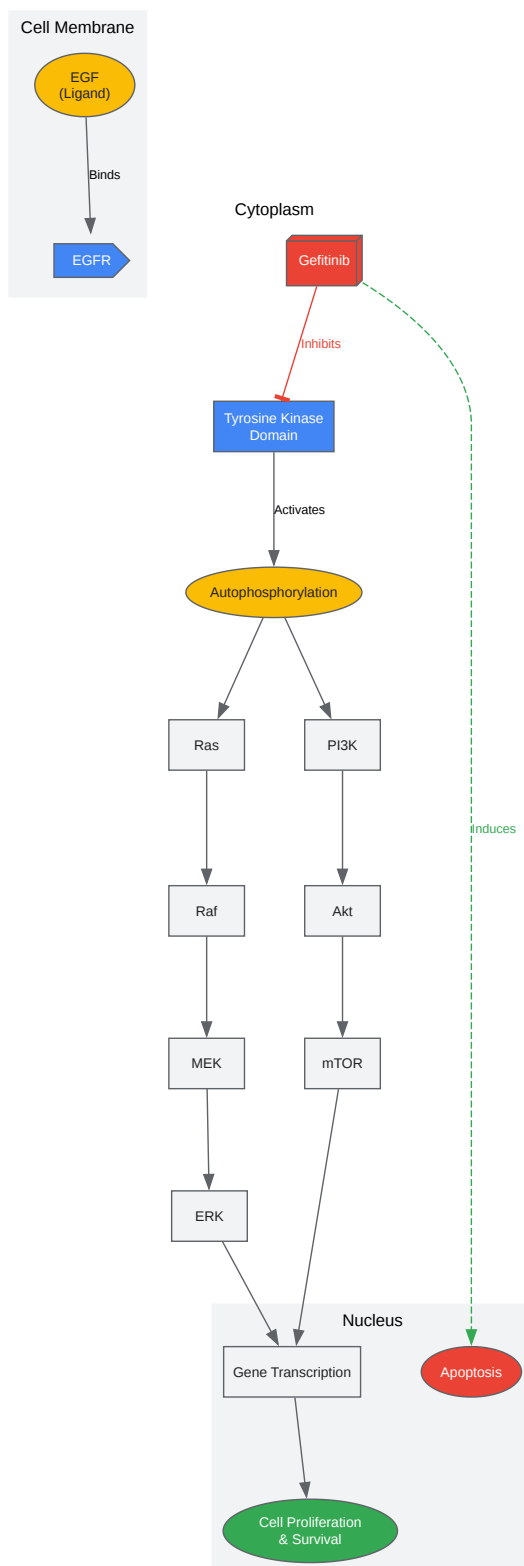 Cell Membrane
EGF
(Ligand)
Binds
EGFR
Cytoplasm
Gefitinib
Inhibits
Tyrosine Kinase
Domain
Activates
Autophosphorylation
Ras
PI3K
Induces
Raf
Akt
MEK
mTOR
ERK
Nucleus
Gene Transcription
Apoptosis
Cell Proliferation
& Survival